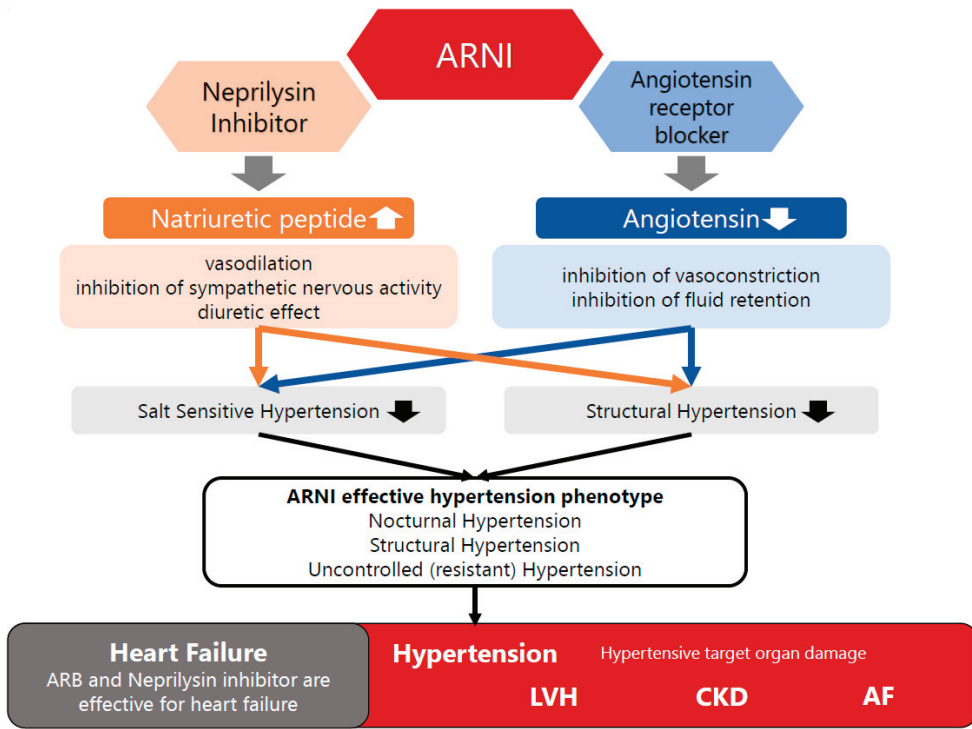 ARNI
Neprilysin
Inhibitor
Angiotensin
receptor
blocker
Natriuretic peptide
Angiotensin
vasodilation
inhibition of sympathetic nervous activity
diuretic effect
inhibition of vasoconstriction
inhibition of fluid retention
Salt Sensitive Hypertension
Structural Hypertension
ARNI effective hypertension phenotype
Nocturnal Hypertension
Structural Hypertension
Uncontrolled (resistant) Hypertension
Heart Failure
ARB and Neprilysin inhibitor are
effective for heart failure
Hypertension
Hypertensive target organ damage
LVH
CKD
AF